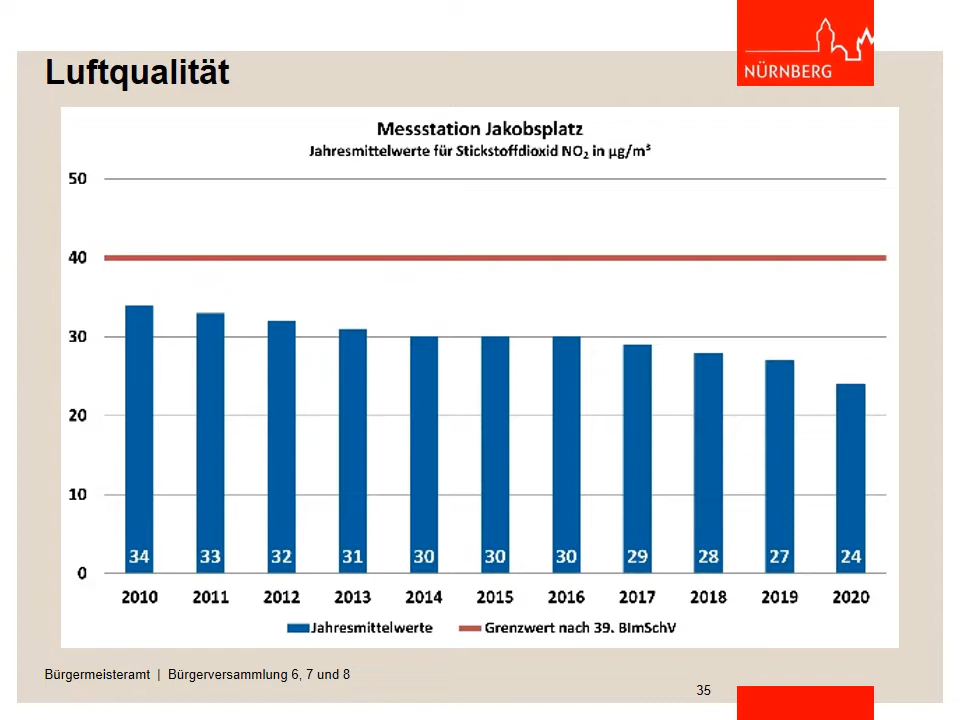 NÜRNBERG
Luftqualität
Messstation Jakobsplatz
Jahresmittelwerte für Stickstoffdioxid NO₂ in µg/m³
50
40
30
20
10
0
34 33 32 31 30 30 30 29 28 27 24
2010 2011 2012 2013 2014 2015 2016 2017 2018 2019 2020
Jahresmittelwerte Grenzwert nach 39. BImSchV
Bürgermeisteramt | Bürgerversammlung 6, 7 und 8
35